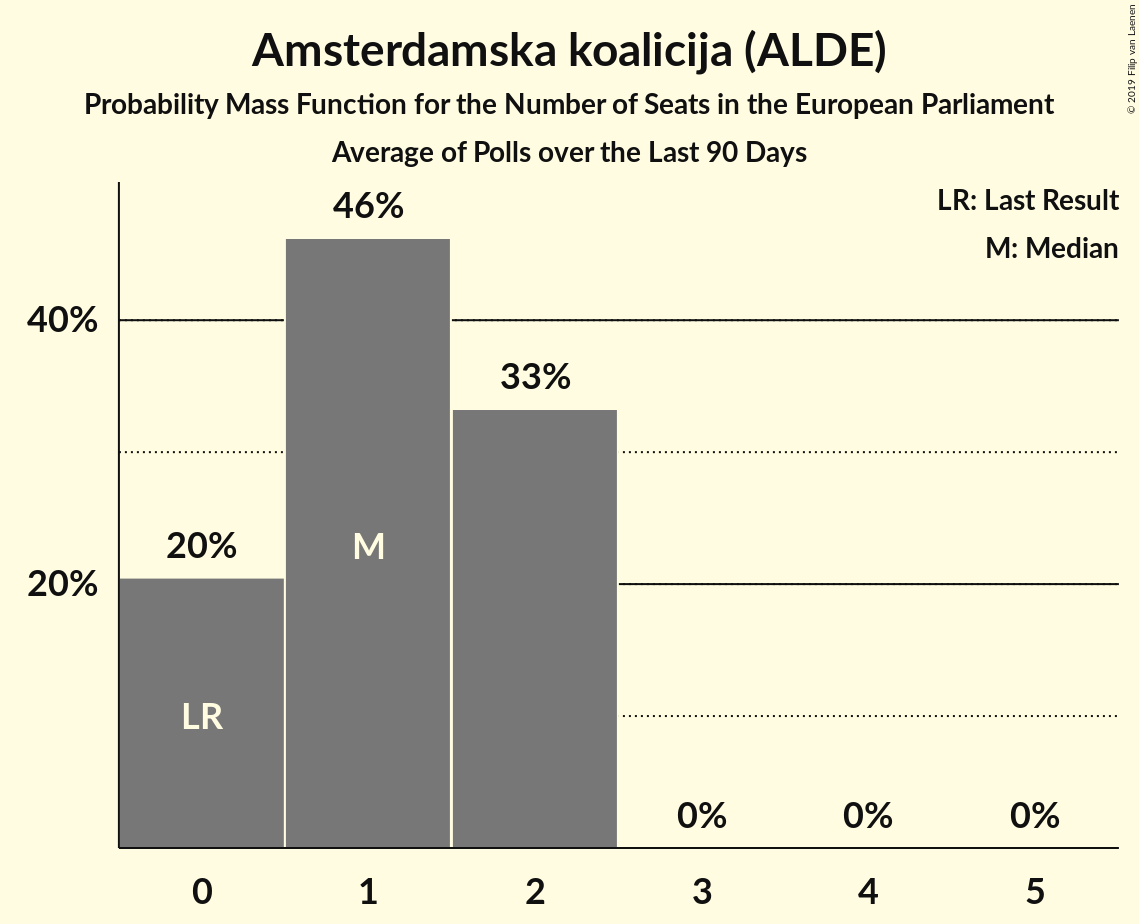 Amsterdamska koalicija (ALDE)
Probability Mass Function for the Number of Seats in the European Parliament
Average of Polls over the Last 90 Days
© 2019 Filip van Laenen
LR: Last Result
M: Median
46%
40%
33%
20%
20%
M
LR
0% 0% 0%
0 1 2 3 4 5